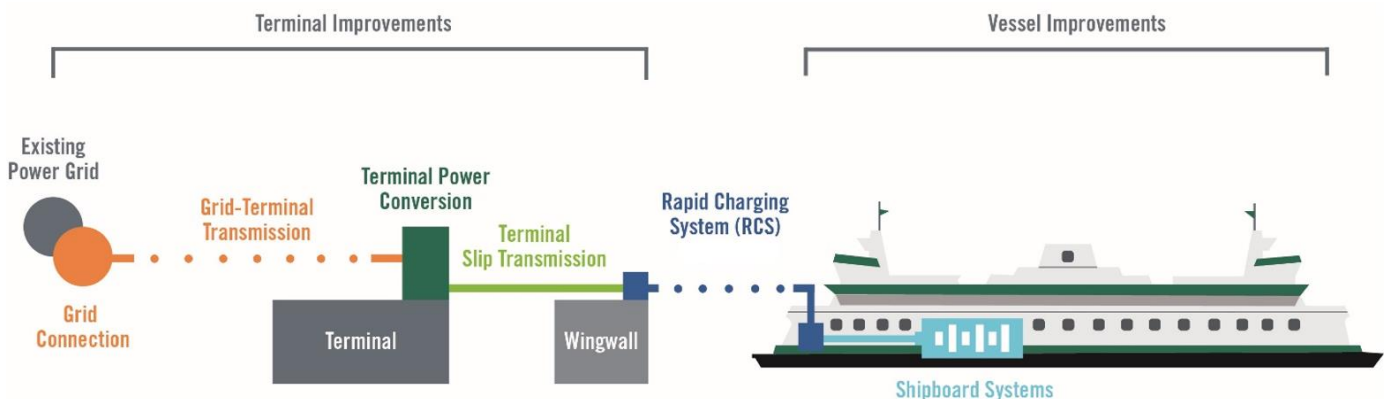 Terminal Improvements
Vessel Improvements
Existing
Power Grid
Grid-Terminal
Transmission
Terminal Power
Conversion
Terminal
Slip Transmission
Rapid Charging
System (RCS)
Grid
Connection
Terminal
Wingwall
Shipboard Systems